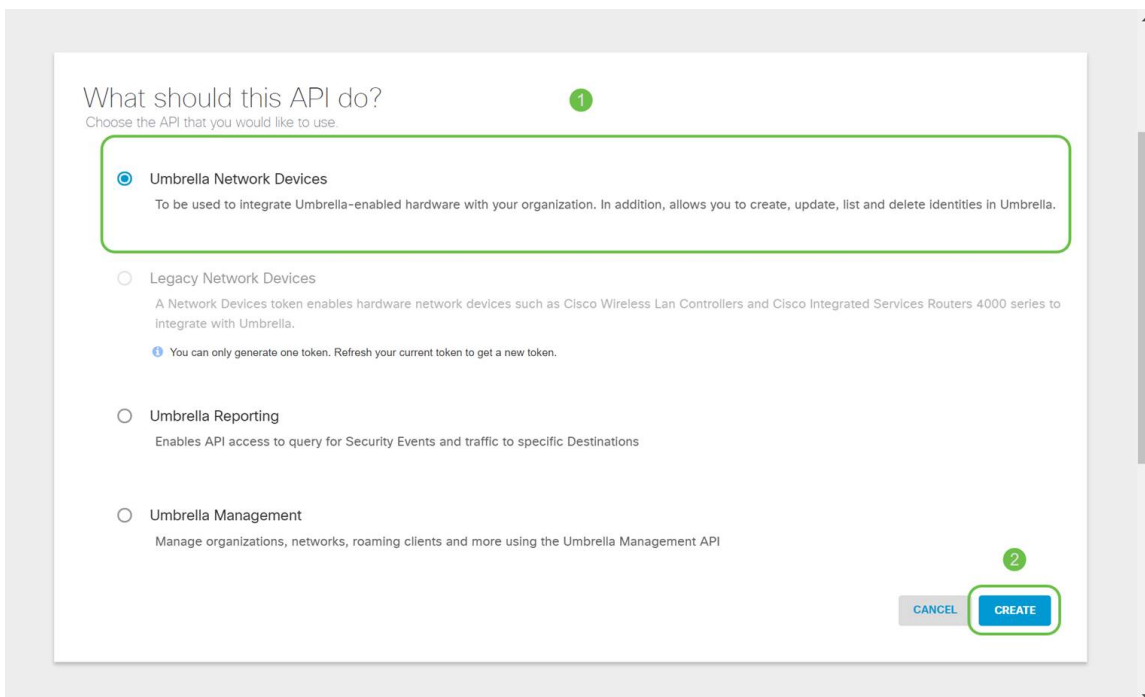 What should this API do?
1
Choose the API that you would like to use.
Umbrella Network Devices
To be used to integrate Umbrella-enabled hardware with your organization. In addition, allows you to create, update, list and delete identities in Umbrella.
Legacy Network Devices
A Network Devices token enables hardware network devices such as Cisco Wireless Lan Controllers and Cisco Integrated Services Routers 4000 series to
integrate with Umbrella.
You can only generate one token. Refresh your current token to get a new token.
Umbrella Reporting
Enables API access to query for Security Events and traffic to specific Destinations
Umbrella Management
Manage organizations, networks, roaming clients and more using the Umbrella Management API
2
CANCEL
CREATE